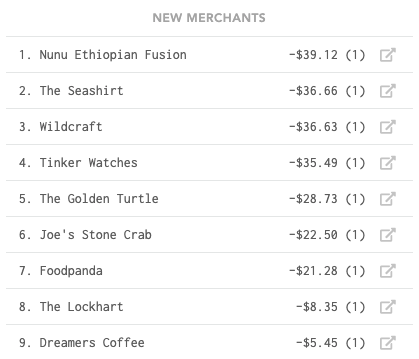 NEW MERCHANTS
1. Nunu Ethiopian Fusion -$39.12 (1)
2. The Seashirt -$36.66 (1)
3. Wildcraft -$36.63 (1)
4. Tinker Watches -$35.49 (1)
5. The Golden Turtle -$28.73 (1)
6. Joe's Stone Crab -$22.50 (1)
7. Foodpanda -$21.28 (1)
8. The Lockhart -$8.35 (1)
9. Dreamers Coffee -$5.45 (1)